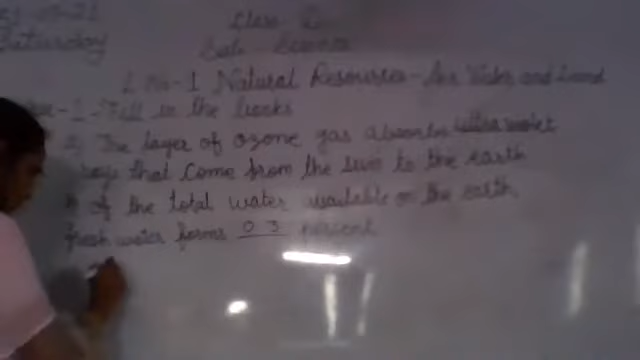 Saturday
Class
Sub - Science
L No-1 Natural Resources - Air Water and Land
-1- Fill in the
The layer of ozone gas absorbs ultra violet
rays that come from the sun to the earth
of the total water available on the earth
fresh water forms 0 3 percent